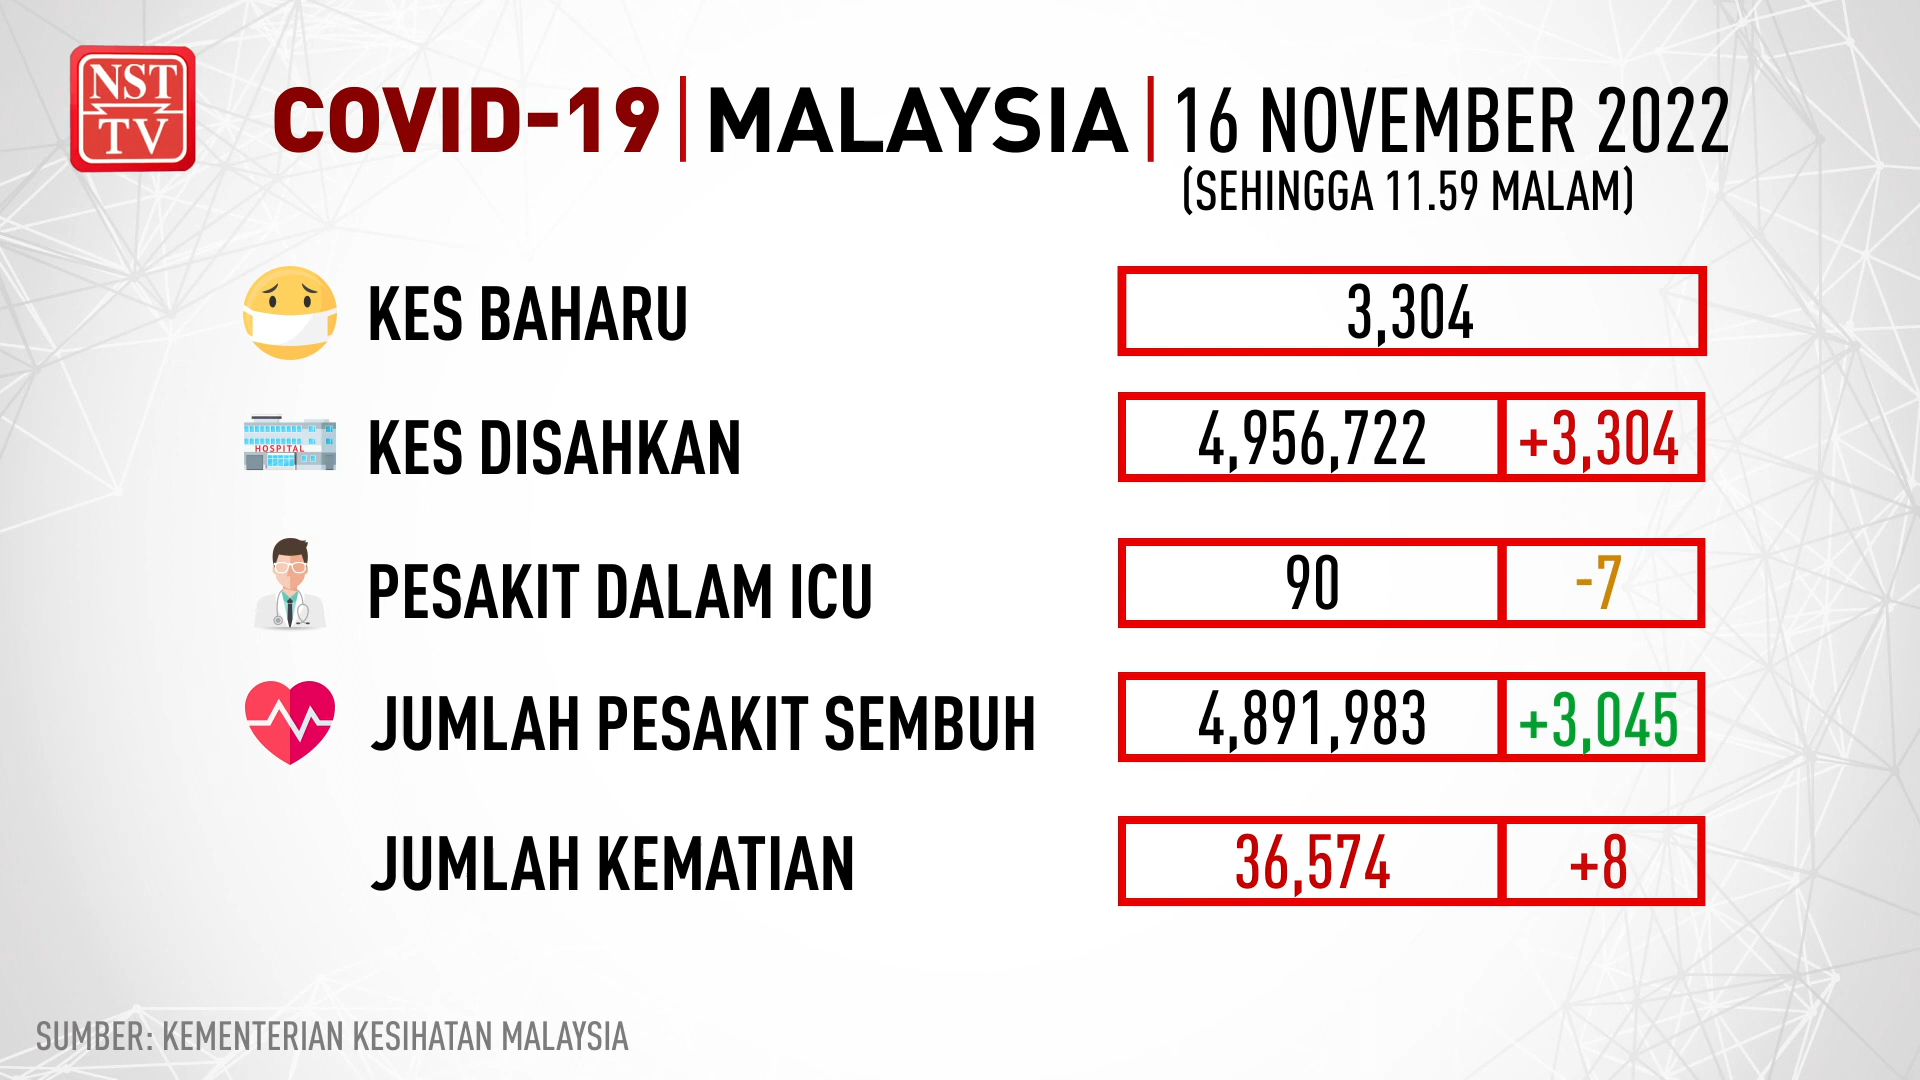 NST
TV
COVID-19 | MALAYSIA | 16 NOVEMBER 2022
(SEHINGGA 11.59 MALAM)
KES BAHARU 3,304
HOSPITAL
KES DISAHKAN 4,956,722 +3,304
PESAKIT DALAM ICU 90 -7
JUMLAH PESAKIT SEMBUH 4,891,983 +3,045
JUMLAH KEMATIAN 36,574 +8
SUMBER: KEMENTERIAN KESIHATAN MALAYSIA